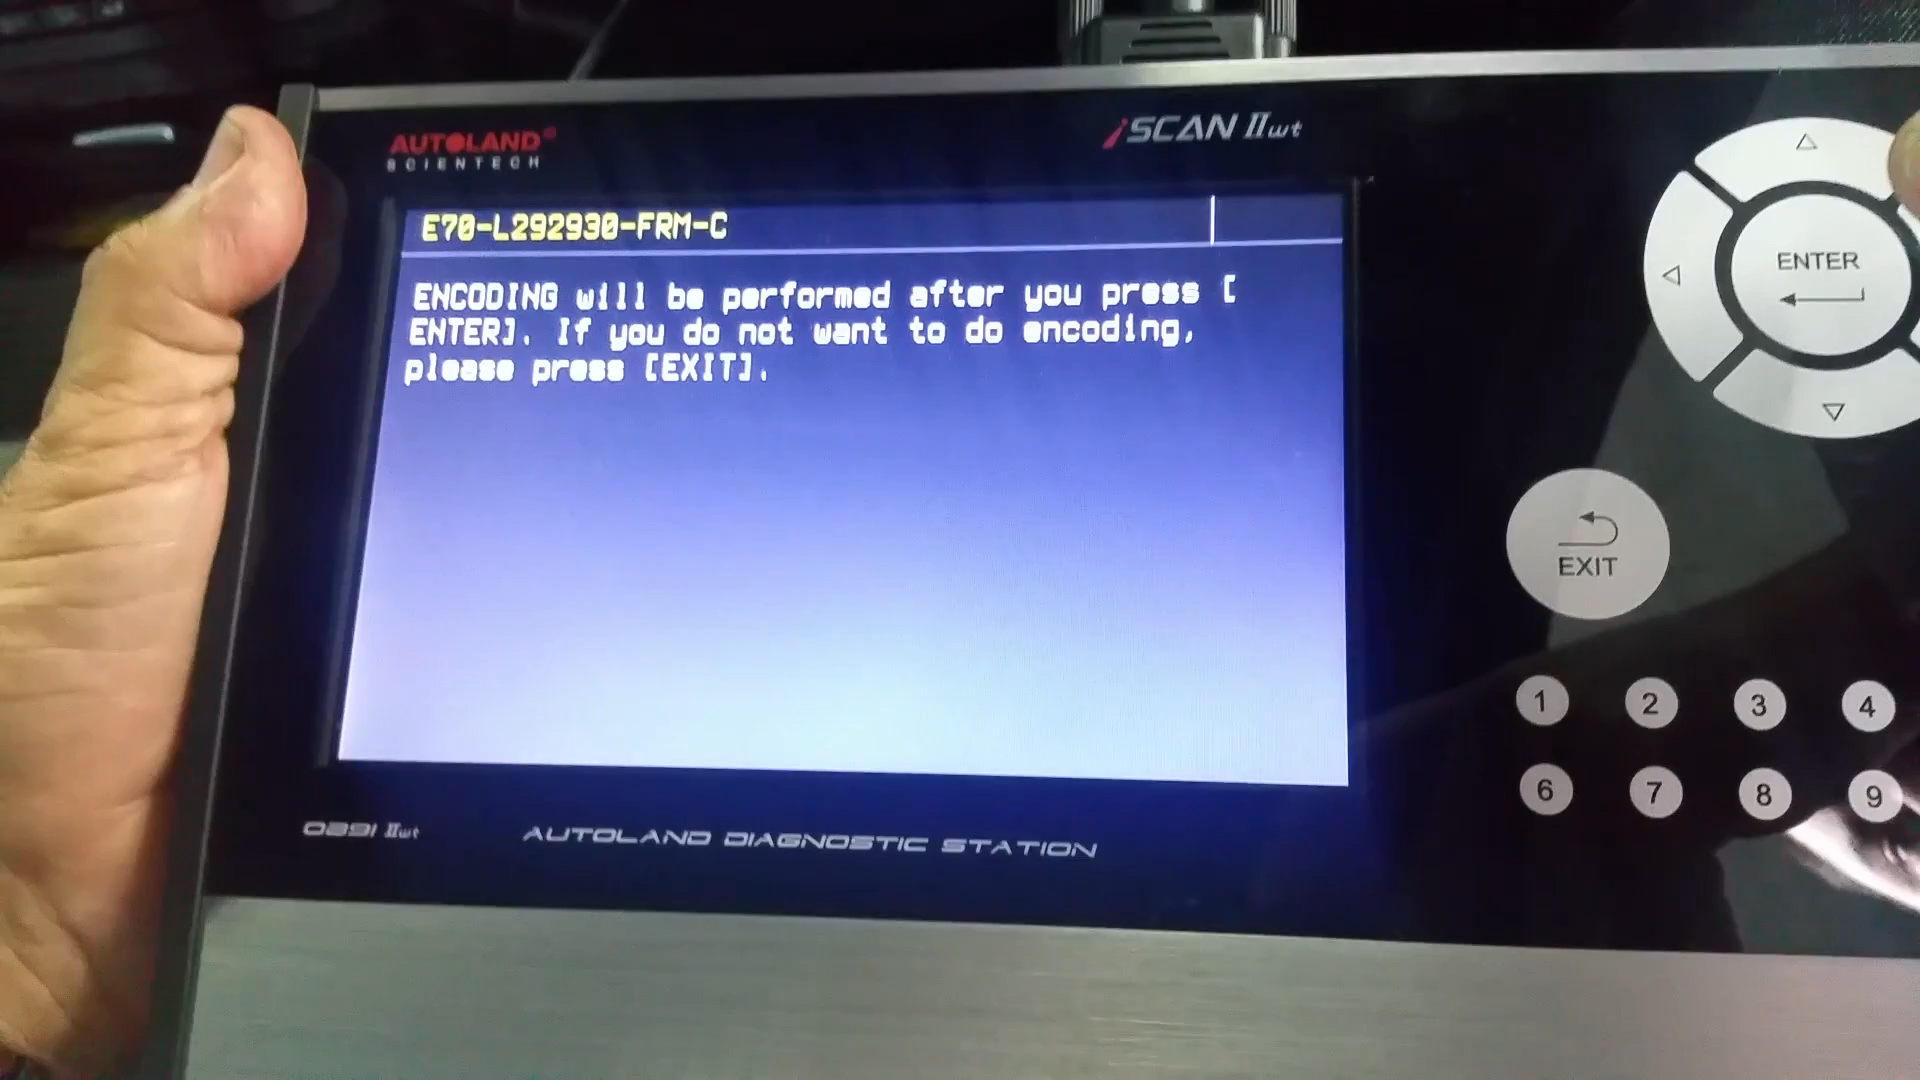 AUTOLAND®
SCIENTECH
iSCAN IIwt
E70-L292930-FRM-C
ENCODING will be performed after you press [
ENTER]. If you do not want to do encoding,
please press [EXIT].
ENTER
EXIT
1 2 3 4
6 7 8 9
IIwt
AUTOLAND DIAGNOSTIC STATION